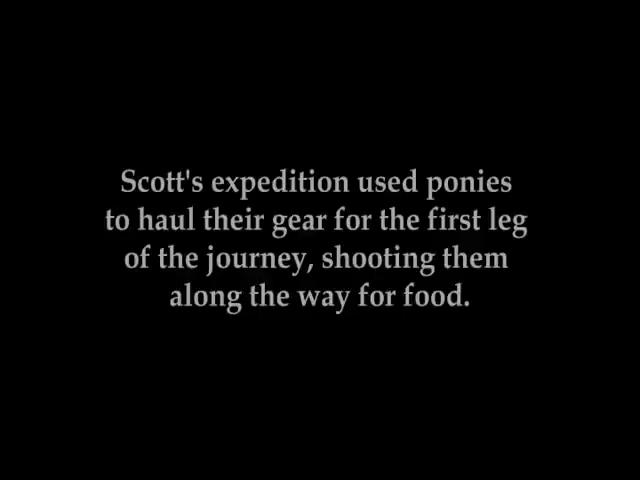 Scott's expedition used ponies
to haul their gear for the first leg
of the journey, shooting them
along the way for food.